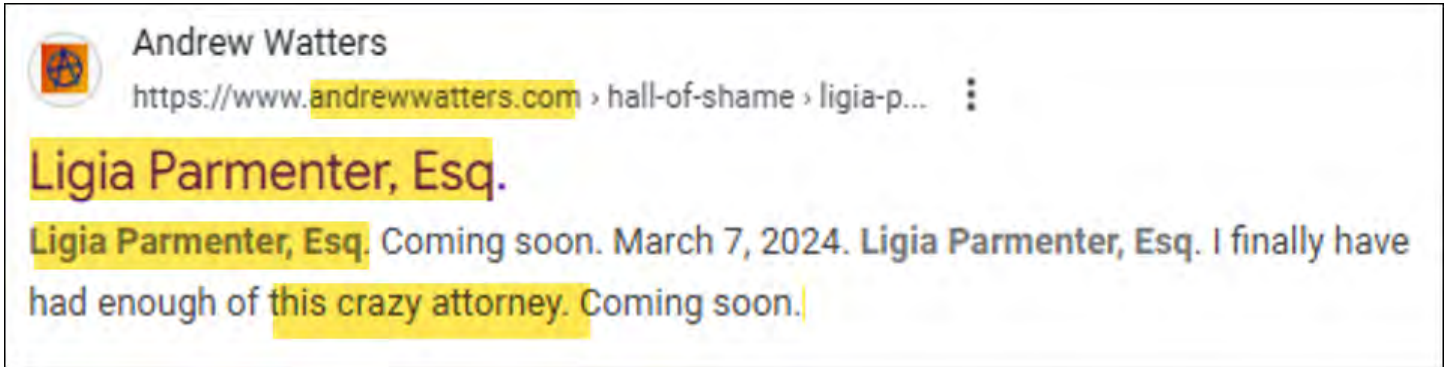 Andrew Watters
https://www.andrewwatters.com › hall-of-shame › ligia-p...
Ligia Parmenter, Esq.
Ligia Parmenter, Esq. Coming soon. March 7, 2024. Ligia Parmenter, Esq. I finally have
had enough of this crazy attorney. Coming soon.